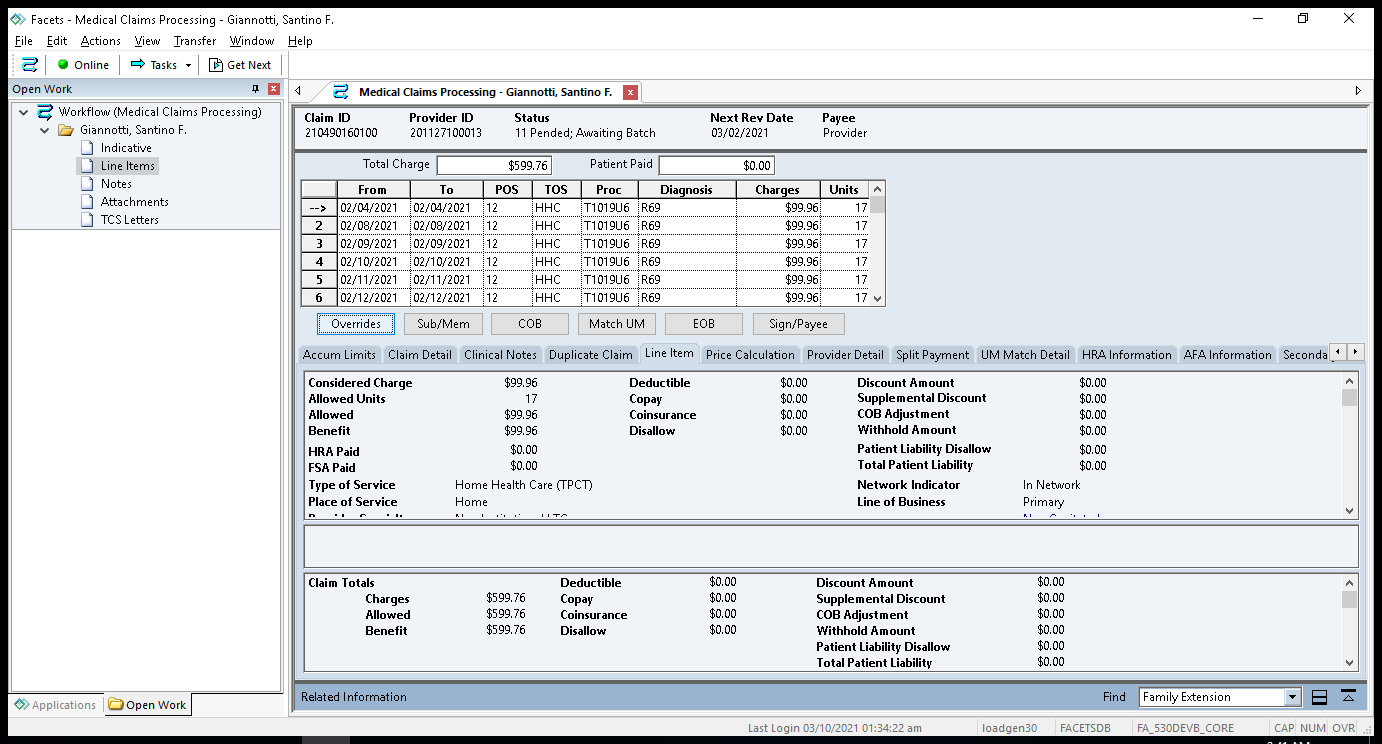 Facets - Medical Claims Processing - Giannotti, Santino F.
File Edit Actions View Transfer Window Help
Online Tasks Get Next
Open Work
Workflow (Medical Claims Processing)
Giannotti, Santino F.
Indicative
Line Items
Notes
Attachments
TCS Letters
Applications Open Work
Medical Claims Processing - Giannotti, Santino F.
Claim ID Provider ID Status Next Rev Date Payee
210490160100 201127100013 11 Pended; Awaiting Batch 03/02/2021 Provider
Total Charge $599.76 Patient Paid $0.00
From To POS TOS Proc Diagnosis Charges Units
--> 02/04/2021 02/04/2021 12 HHC T1019U6 R69 $99.96 17
2 02/08/2021 02/08/2021 12 HHC T1019U6 R69 $99.96 17
3 02/09/2021 02/09/2021 12 HHC T1019U6 R69 $99.96 17
4 02/10/2021 02/10/2021 12 HHC T1019U6 R69 $99.96 17
5 02/11/2021 02/11/2021 12 HHC T1019U6 R69 $99.96 17
6 02/12/2021 02/12/2021 12 HHC T1019U6 R69 $99.96 17
Overrides Sub/Mem COB Match UM EOB Sign/Payee
Accum Limits Claim Detail Clinical Notes Duplicate Claim Line Item Price Calculation Provider Detail Split Payment UM Match Detail HRA Information AFA Information Seconda
Considered Charge $99.96 Deductible $0.00 Discount Amount $0.00
Allowed Units 17 Copay $0.00 Supplemental Discount $0.00
Allowed $99.96 Coinsurance $0.00 COB Adjustment $0.00
Benefit $99.96 Disallow $0.00 Withhold Amount $0.00
HRA Paid $0.00 Patient Liability Disallow $0.00
FSA Paid $0.00 Total Patient Liability $0.00
Type of Service Home Health Care (TPCT) Network Indicator In Network
Place of Service Home Line of Business Primary
Claim Totals Deductible $0.00 Discount Amount $0.00
Charges $599.76 Copay $0.00 Supplemental Discount $0.00
Allowed $599.76 Coinsurance $0.00 COB Adjustment $0.00
Benefit $599.76 Disallow $0.00 Withhold Amount $0.00
Patient Liability Disallow $0.00
Total Patient Liability $0.00
Related Information Find Family Extension
Last Login 03/10/2021 01:34:22 am loadgen30 FACETSDB FA_530DEVB_CORE CAP NUM OVR